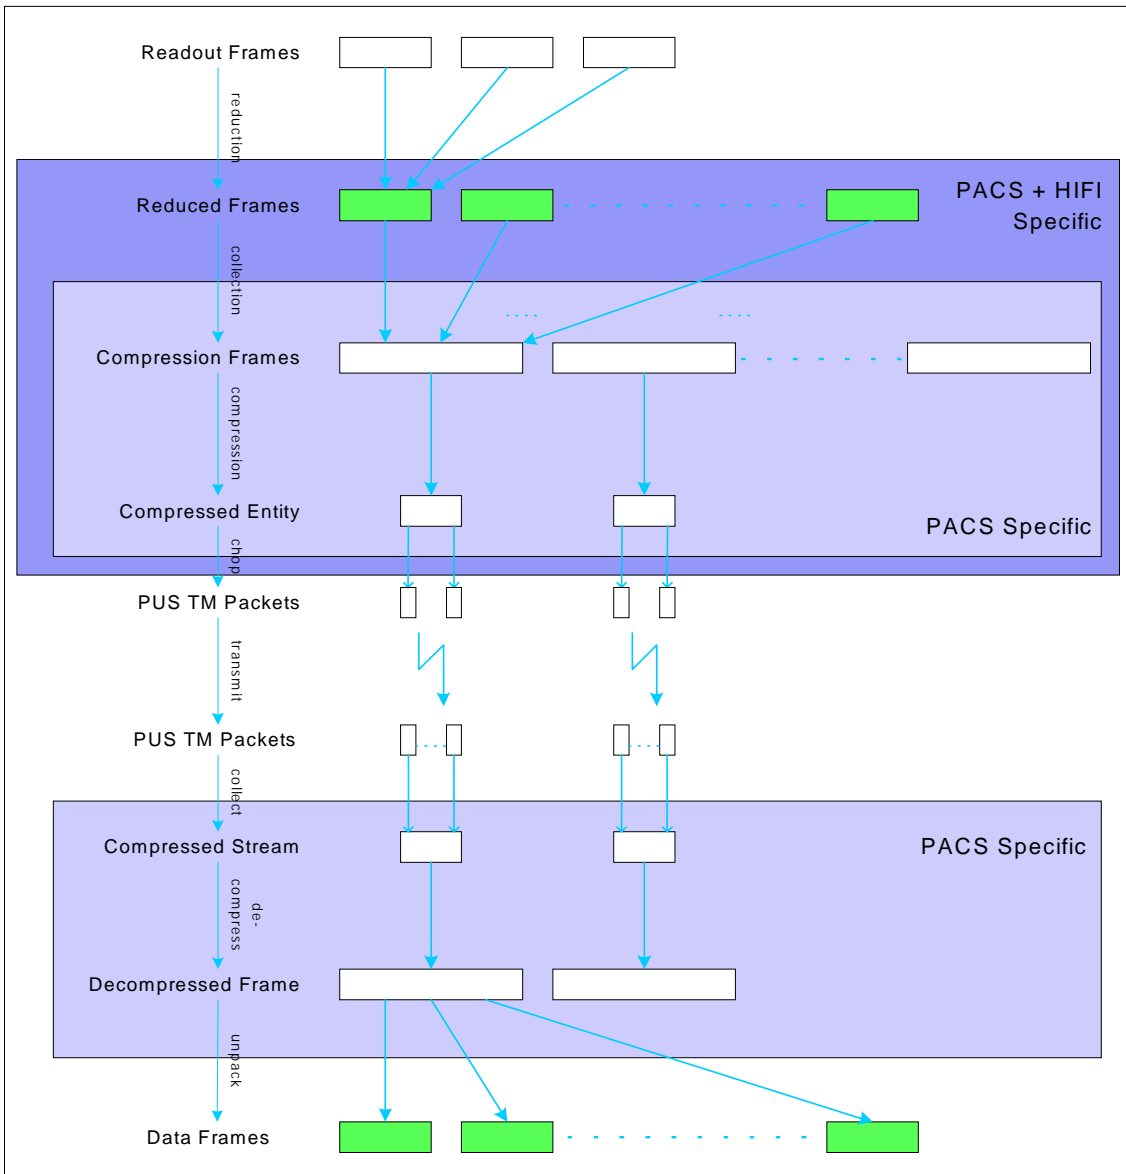 Readout Frames
reduction
PACS + HIFI
Specific
Reduced Frames
collection
Compression Frames
compression
Compressed Entity
PACS Specific
chop
PUS TM Packets
transmit
PUS TM Packets
collect
Compressed Stream
PACS Specific
de-
compress
Decompressed Frame
unpack
Data Frames